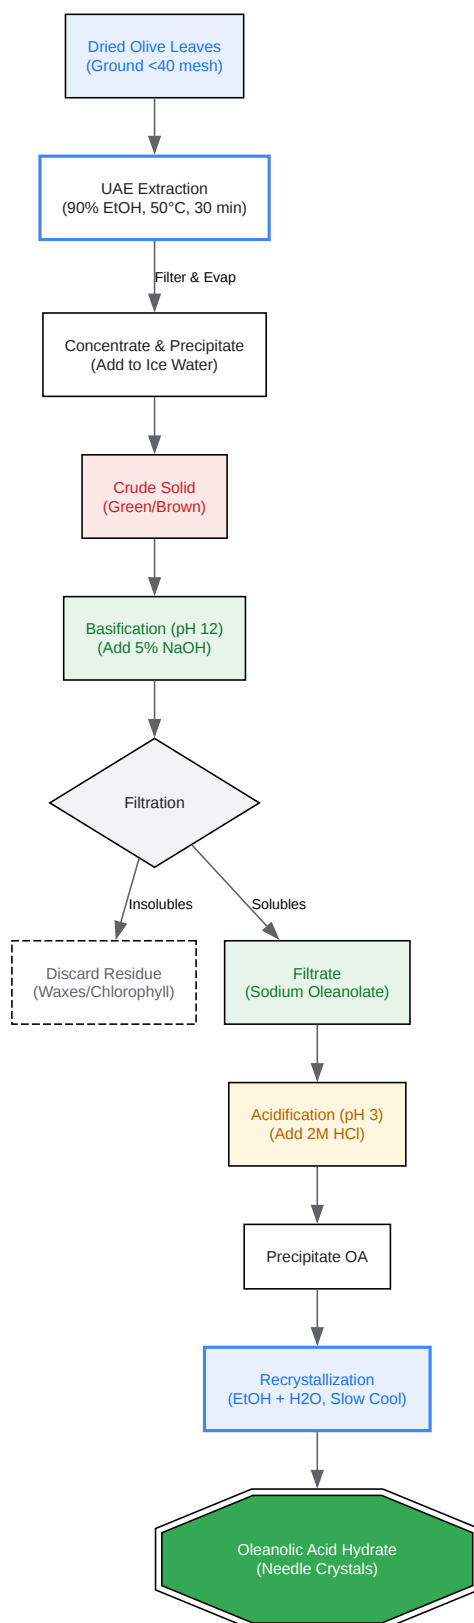 Dried Olive Leaves
(Ground <40 mesh)
UAE Extraction
(90% EtOH, 50°C, 30 min)
Filter & Evap
Concentrate & Precipitate
(Add to Ice Water)
Crude Solid
(Green/Brown)
Basification (pH 12)
(Add 5% NaOH)
Filtration
Insolubles
Solubles
Discard Residue
(Waxes/Chlorophyll)
Filtrate
(Sodium Oleanolate)
Acidification (pH 3)
(Add 2M HCl)
Precipitate OA
Recrystallization
(EtOH + H2O, Slow Cool)
Oleanolic Acid Hydrate
(Needle Crystals)